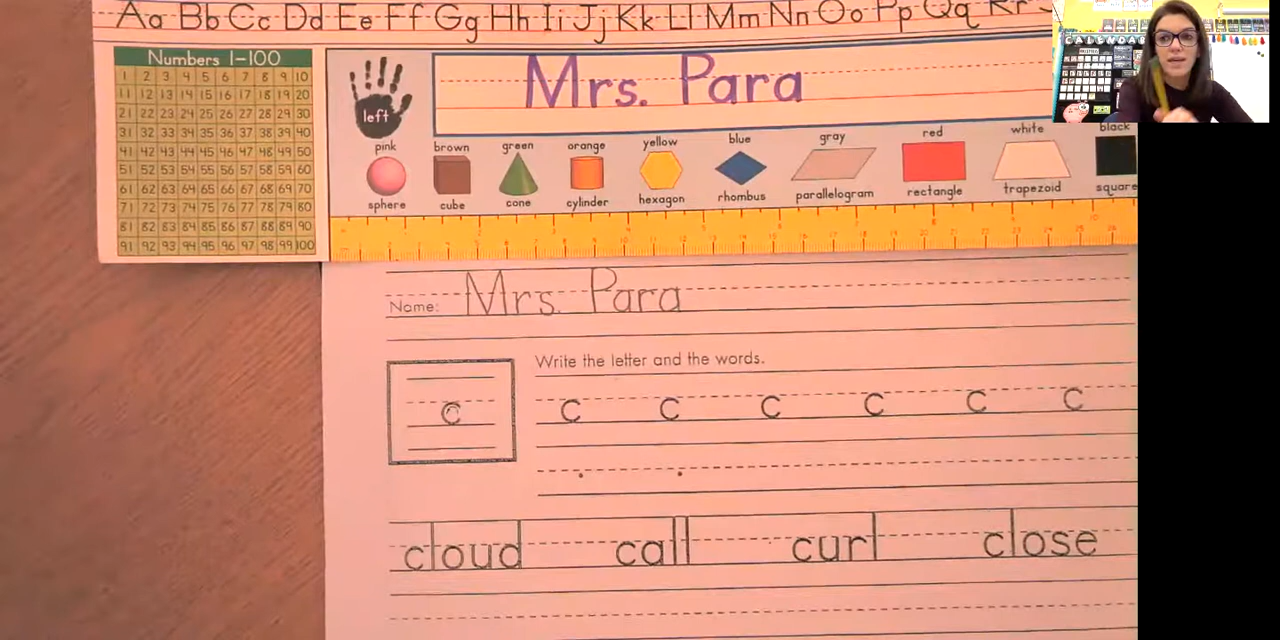 Aa Bb Cc Dd Ee Ff Gg Hh Ii Jj Kk Ll Mm Nn Oo Pp Qq Rr
CALENDAR
Numbers 1-100
1 2 3 4 5 6 7 8 9 10
11 12 13 14 15 16 17 18 19 20
21 22 23 24 25 26 27 28 29 30
31 32 33 34 35 36 37 38 39 40
41 42 43 44 45 46 47 48 49 50
51 52 53 54 55 56 57 58 59 60
61 62 63 64 65 66 67 68 69 70
71 72 73 74 75 76 77 78 79 80
81 82 83 84 85 86 87 88 89 90
91 92 93 94 95 96 97 98 99 100
left
Mrs. Para
pink brown green orange yellow blue gray red white black
sphere cube cone cylinder hexagon rhombus parallelogram rectangle trapezoid square
Name: Mrs. Para
Write the letter and the words.
c c c c c c c
cloud call curl close